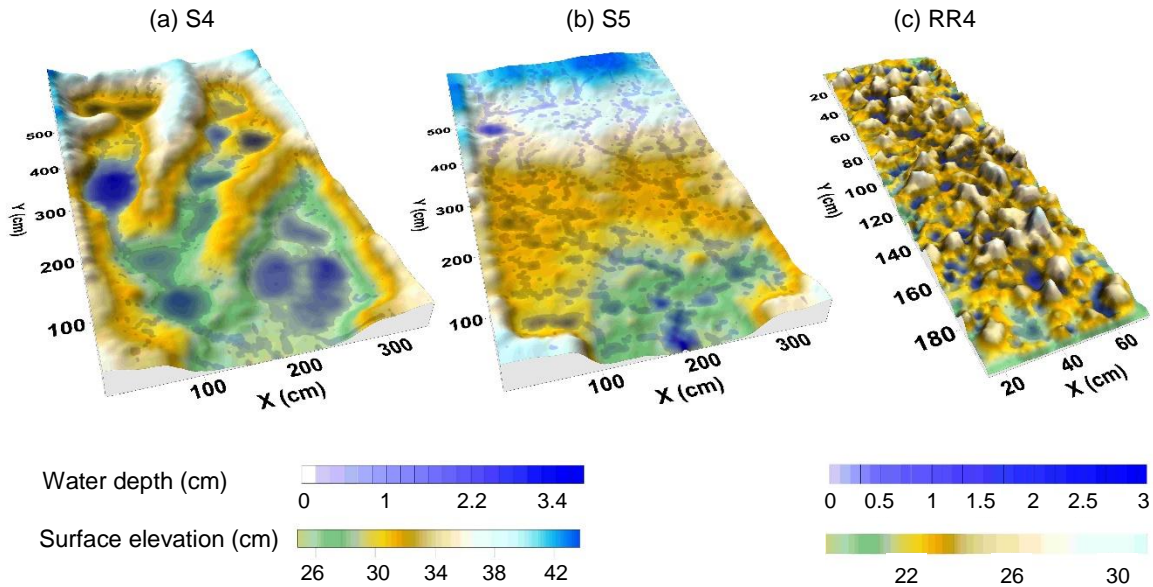 (a) S4
(b) S5
(c) RR4
500
400
300
200
100
Y (cm)
100
200
300
X (cm)
500
400
300
200
100
Y (cm)
100
200
300
X (cm)
20
40
60
80
100
120
140
160
180
Y (cm)
20
40
60
X (cm)
Water depth (cm)
0 1 2.2 3.4
0 0.5 1 1.5 2 2.5 3
Surface elevation (cm)
26 30 34 38 42
22 26 30